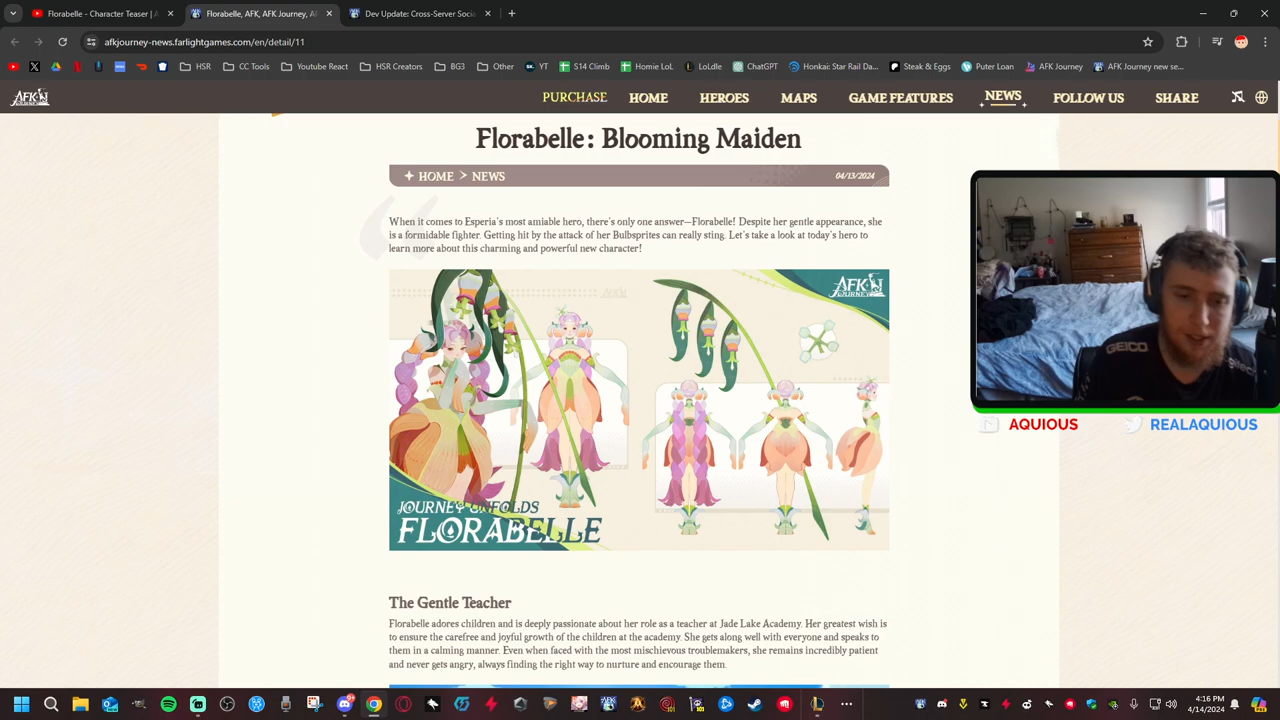 Florabelle - Character Teaser | A
Florabelle, AFK, AFK Journey, AF
Dev Update: Cross-Server Socia
afkjourney-news.farlightgames.com/en/detail/11
HSR
CC Tools
Youtube React
HSR Creators
BG3
Other
YT
S14 Climb
Homie LoL
LoLdle
ChatGPT
Honkai: Star Rail Da...
Steak & Eggs
Puter Loan
AFK Journey
AFK Journey new se...
AFK JOURNEY
PURCHASE
HOME
HEROES
MAPS
GAME FEATURES
NEWS
FOLLOW US
SHARE
Florabelle: Blooming Maiden
HOME > NEWS
04/13/2024
When it comes to Esperia's most amiable hero, there's only one answer—Florabelle! Despite her gentle appearance, she
is a formidable fighter. Getting hit by the attack of her Bulbsprites can really sting. Let's take a look at today's hero to
learn more about this charming and powerful new character!
AFK JOURNEY
JOURNEY UNFOLDS
FLORABELLE
GEICO
AQUIOUS
REALAQUIOUS
The Gentle Teacher
Florabelle adores children and is deeply passionate about her role as a teacher at Jade Lake Academy. Her greatest wish is
to ensure the carefree and joyful growth of the children at the academy. She gets along well with everyone and speaks to
them in a calming manner. Even when faced with the most mischievous troublemakers, she remains incredibly patient
and never gets angry, always finding the right way to nurture and encourage them.
4:16 PM
4/14/2024